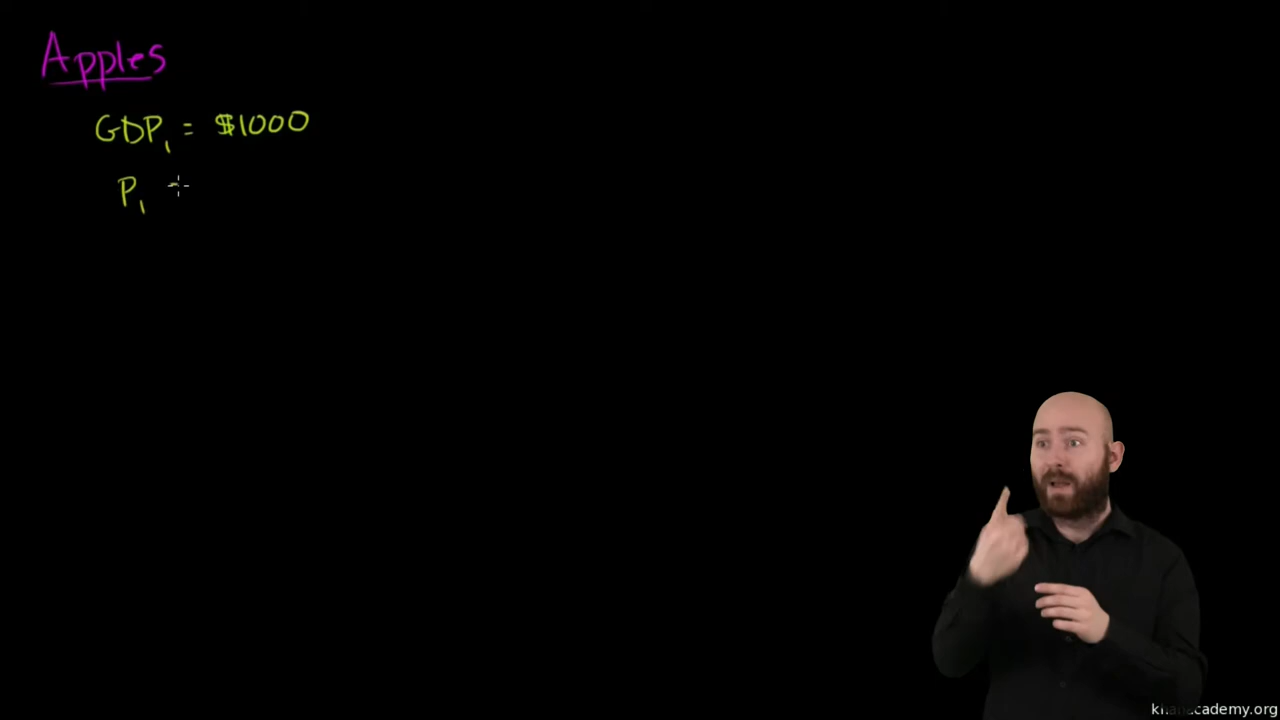 Apples
GDP₁ = $1000
P₁ =
khanacademy.org